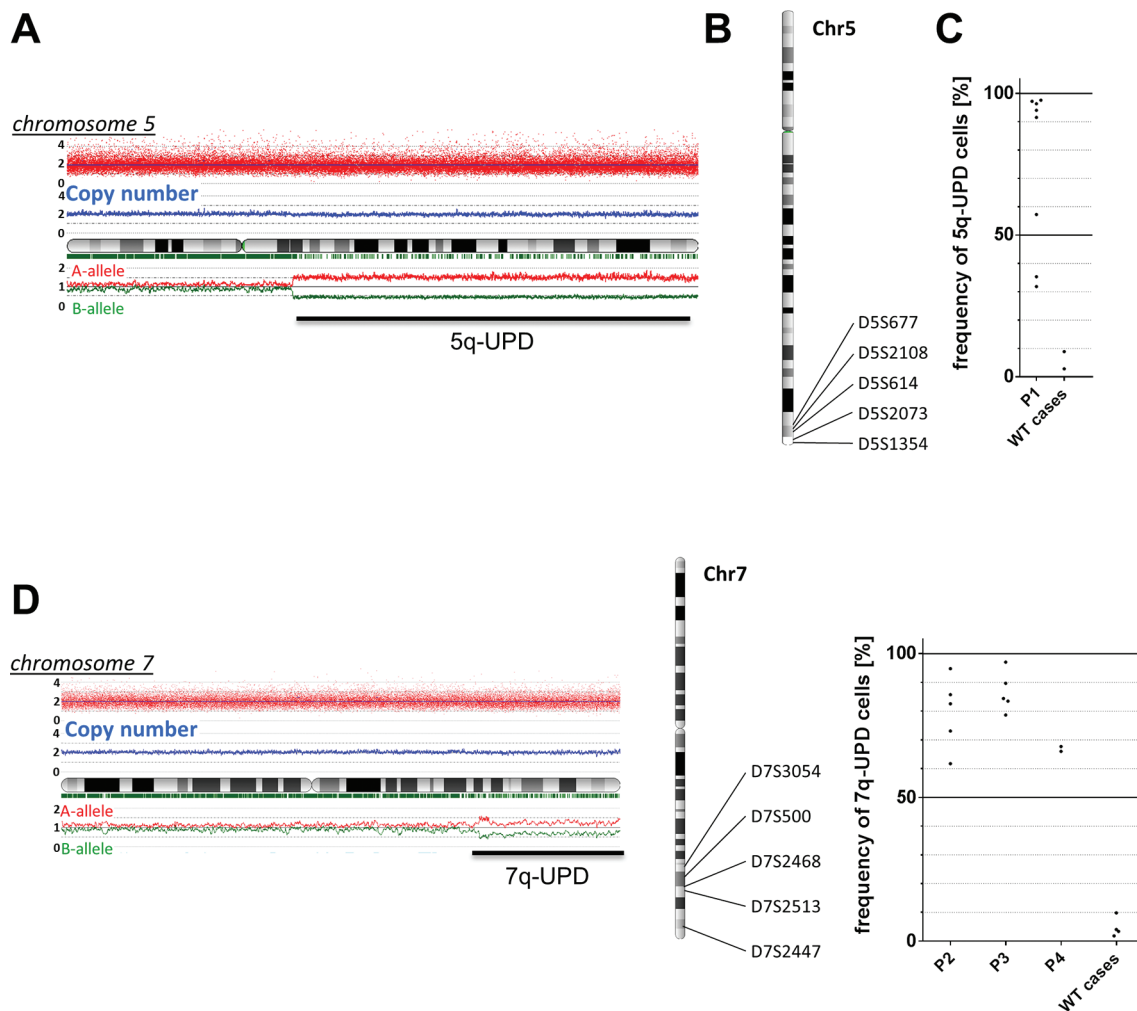 A
B
C
Chr5
chromosome 5
4
2
0
Copy number
4
2
0
2
A-allele
1
B-allele
0
5q-UPD
D5S677
D5S2108
D5S614
D5S2073
D5S1354
frequency of 5q-UPD cells [%]
100
50
0
P1
WT cases
D
Chr7
chromosome 7
4
2
0
Copy number
4
2
0
2
A-allele
1
B-allele
0
7q-UPD
D7S3054
D7S500
D7S2468
D7S2513
D7S2447
frequency of 7q-UPD cells [%]
100
50
0
P2
P3
P4
WT cases